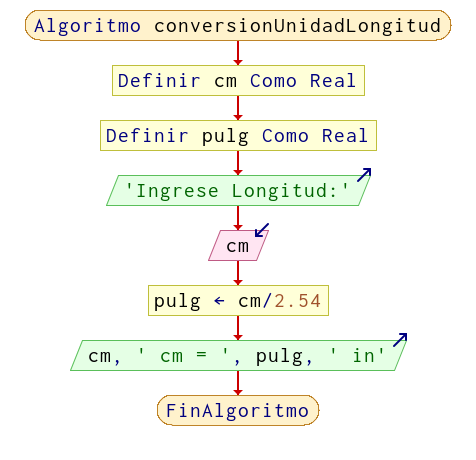 Algoritmo conversionUnidadLongitud
Definir cm Como Real
Definir pulg Como Real
'Ingrese Longitud:'
cm
pulg ← cm/2.54
cm, ' cm = ', pulg, ' in'
FinAlgoritmo